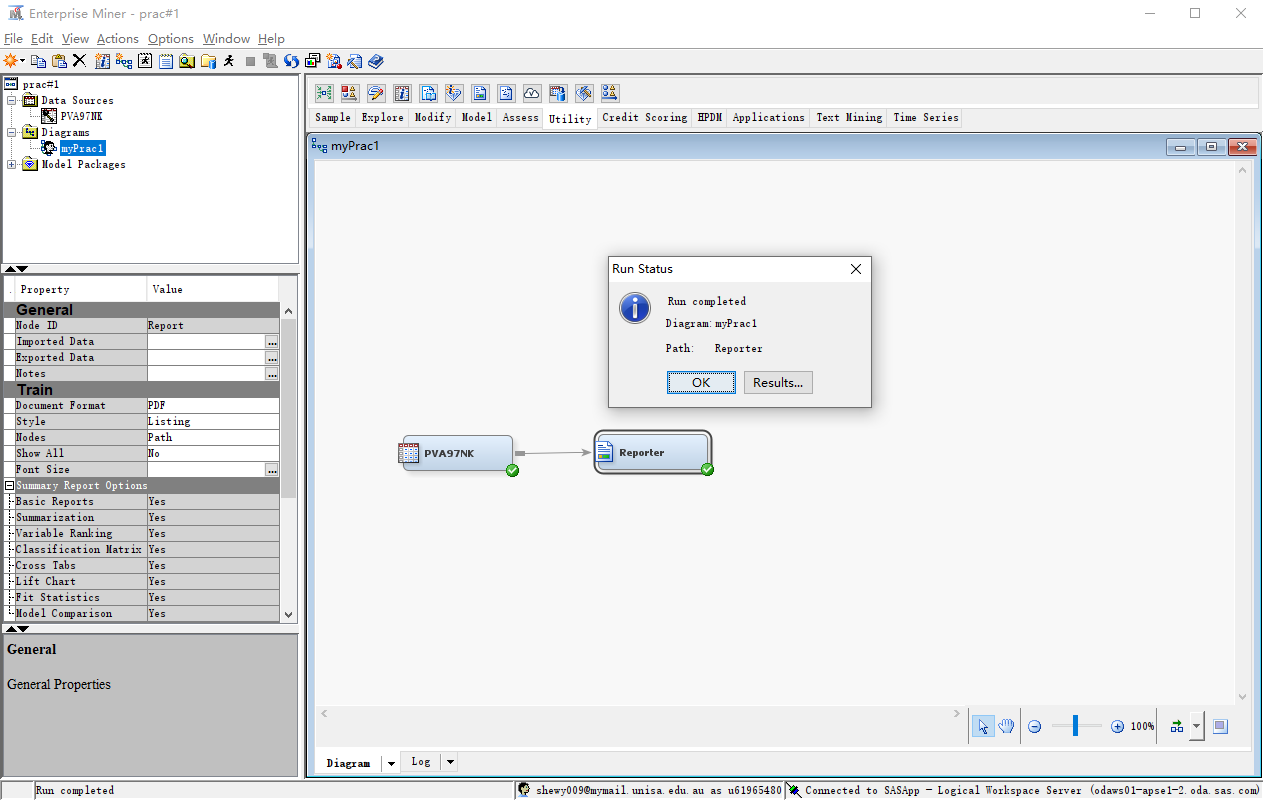 Enterprise Miner - prac#1
File Edit View Actions Options Window Help
prac#1
Data Sources
PVA97NK
Diagrams
myPrac1
Model Packages
Sample Explore Modify Model Assess Utility Credit Scoring HPDM Applications Text Mining Time Series
myPrac1
Run Status
Run completed
Diagram: myPrac1
Path: Reporter
OK Results...
PVA97NK
Reporter
. Property Value
General
Node ID Report
Imported Data ...
Exported Data ...
Notes ...
Train
Document Format PDF
Style Listing
Nodes Path
Show All No
Font Size ...
Summary Report Options
Basic Reports Yes
Summarization Yes
Variable Ranking Yes
Classification Matrix Yes
Cross Tabs Yes
Lift Chart Yes
Fit Statistics Yes
Model Comparison Yes
General
General Properties
100%
Diagram Log
Run completed
shewy009@mymail.unisa.edu.au as u61965480
Connected to SASApp - Logical Workspace Server (odaws01-apse1-2.oda.sas.com)